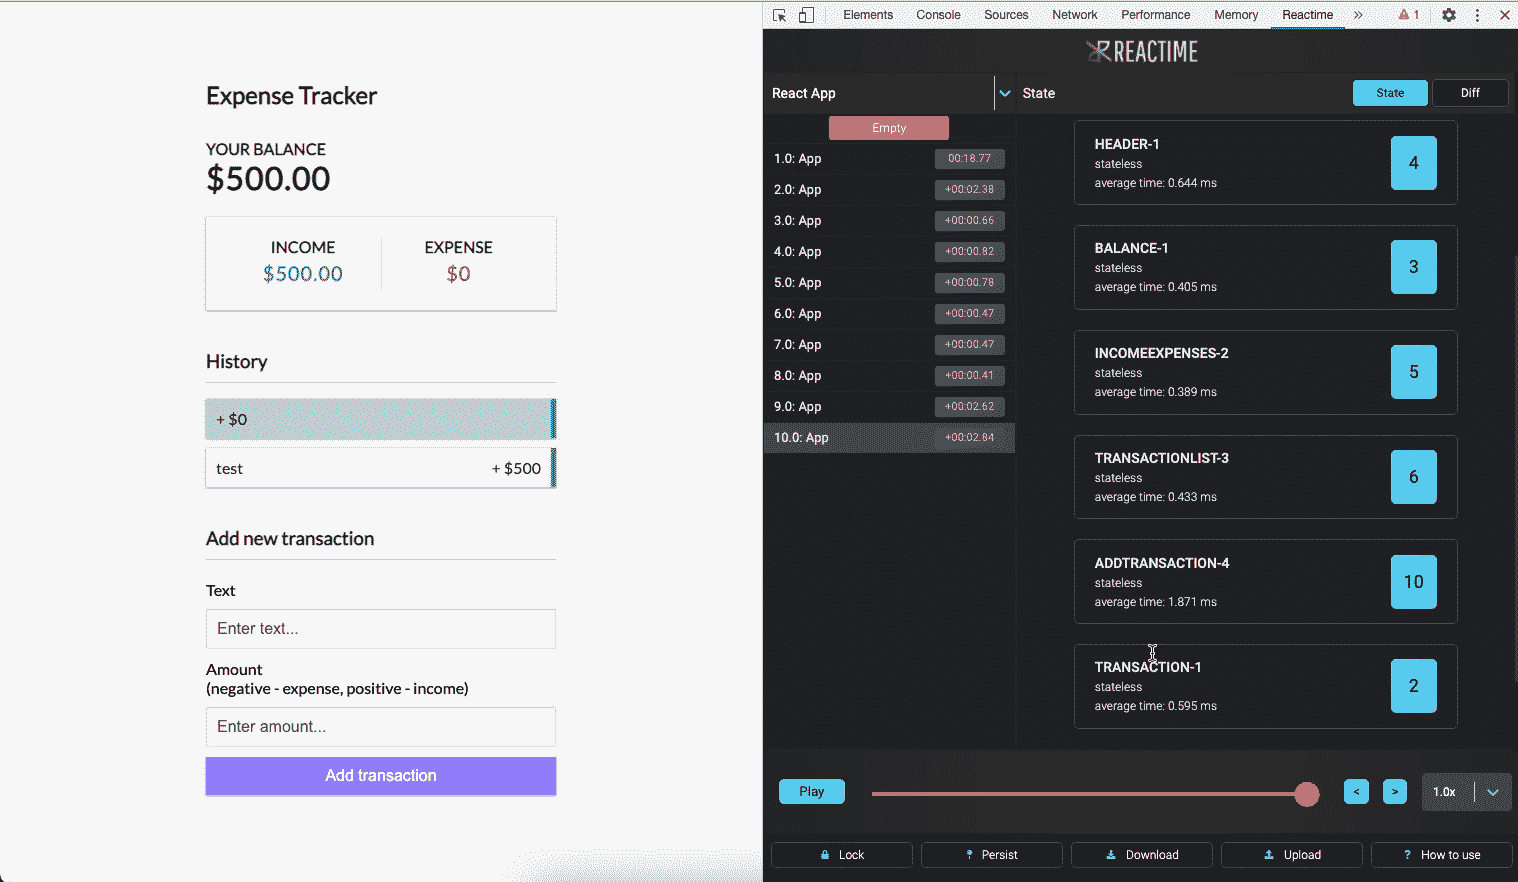 Expense Tracker
YOUR BALANCE
$500.00
INCOME
$500.00
EXPENSE
$0
History
+ $0
test + $500
Add new transaction
Text
Enter text...
Amount
(negative - expense, positive - income)
Enter amount...
Add transaction
Elements Console Sources Network Performance Memory Reactime » 1
REACTIME
React App
Empty
1.0: App 00:18.77
2.0: App +00:02.38
3.0: App +00:00.66
4.0: App +00:00.82
5.0: App +00:00.78
6.0: App +00:00.47
7.0: App +00:00.47
8.0: App +00:00.41
9.0: App +00:02.62
10.0: App +00:02.84
State State Diff
HEADER-1
stateless
average time: 0.644 ms
4
BALANCE-1
stateless
average time: 0.405 ms
3
INCOMEEXPENSES-2
stateless
average time: 0.389 ms
5
TRANSACTIONLIST-3
stateless
average time: 0.433 ms
6
ADDTRANSACTION-4
stateless
average time: 1.871 ms
10
TRANSACTION-1
stateless
average time: 0.595 ms
2
Play < > 1.0x
Lock Persist Download Upload ? How to use